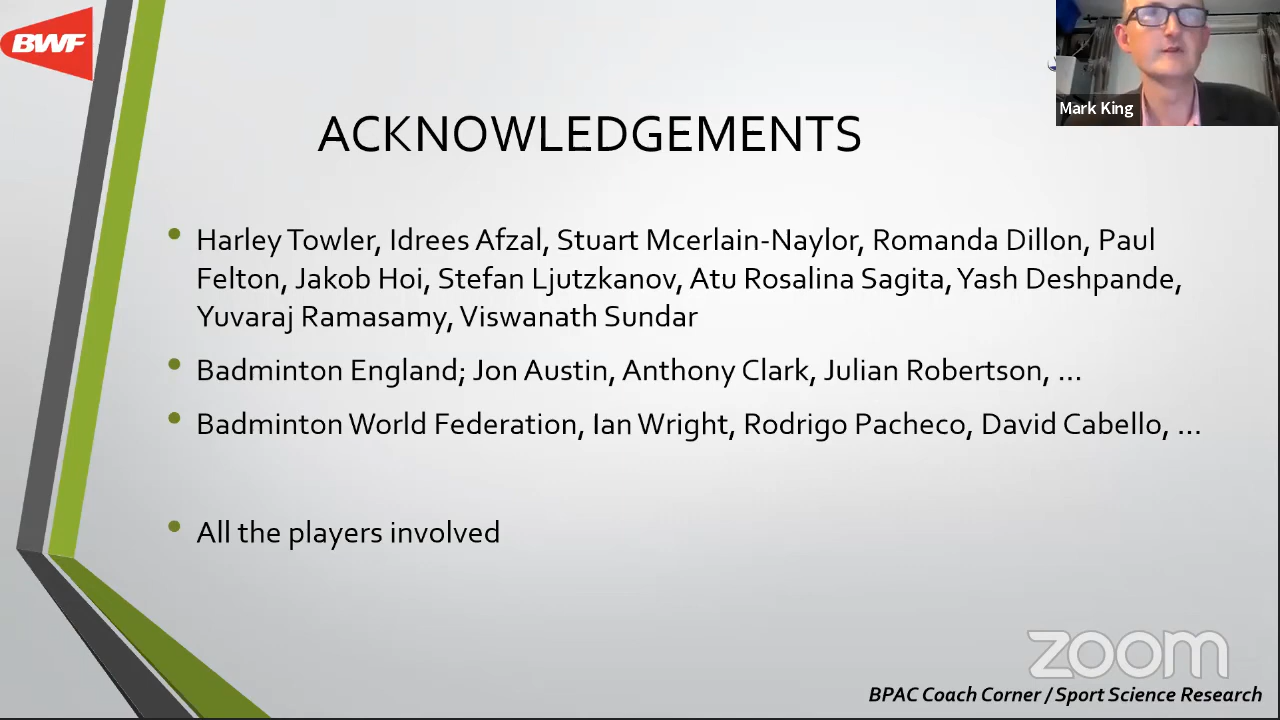 BWF
Mark King
ACKNOWLEDGEMENTS
• Harley Towler, Idrees Afzal, Stuart Mcerlain-Naylor, Romanda Dillon, Paul
Felton, Jakob Hoi, Stefan Ljutzkanov, Atu Rosalina Sagita, Yash Deshpande,
Yuvaraj Ramasamy, Viswanath Sundar
• Badminton England; Jon Austin, Anthony Clark, Julian Robertson, ...
• Badminton World Federation, Ian Wright, Rodrigo Pacheco, David Cabello, ...
• All the players involved
zoom
BPAC Coach Corner / Sport Science Research